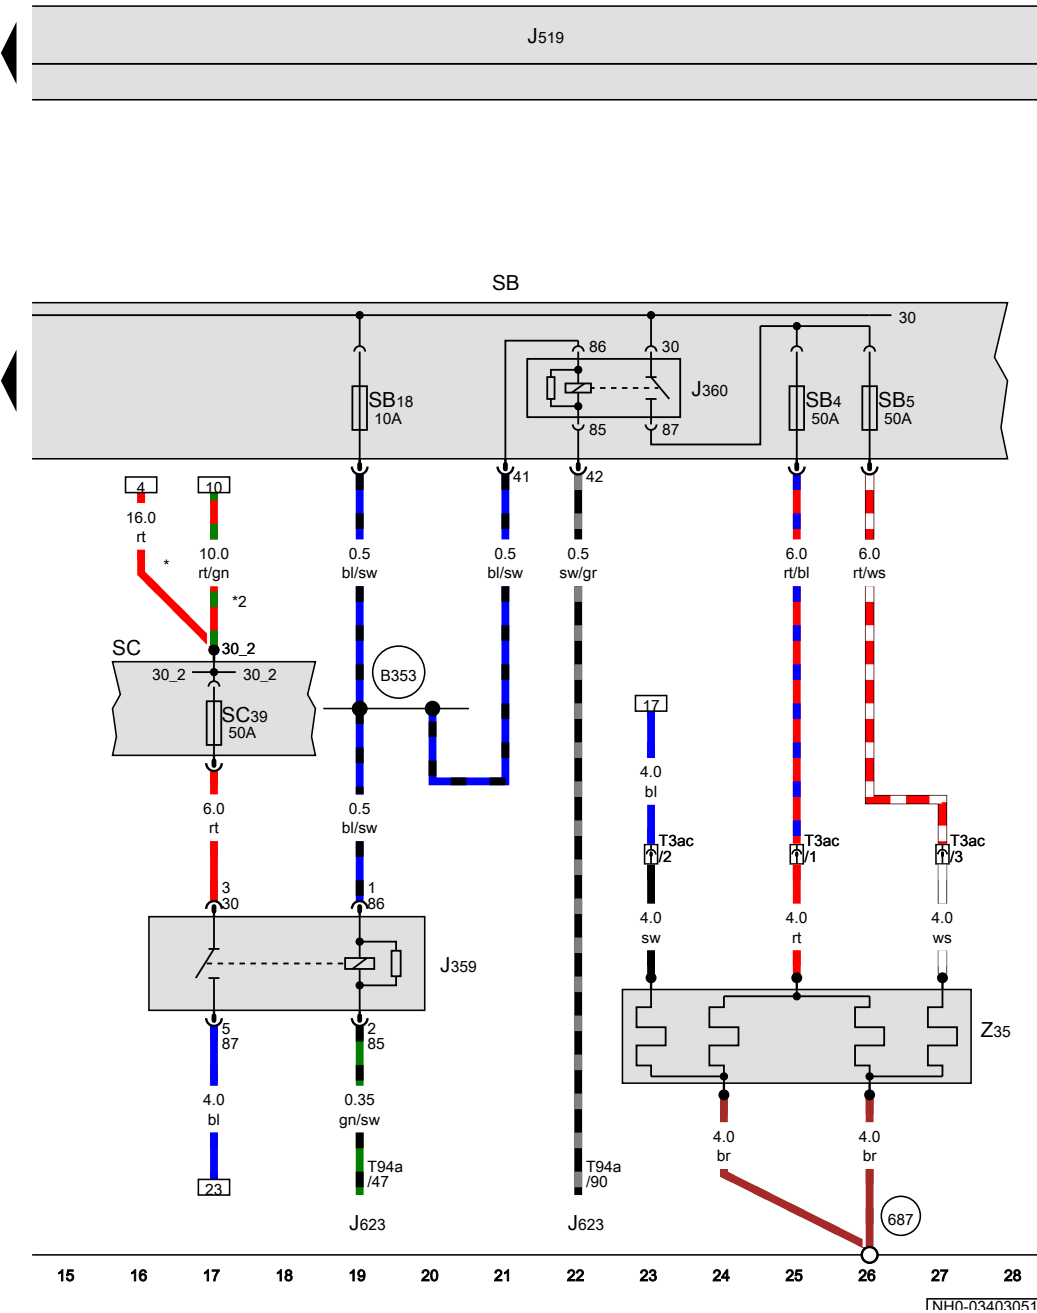 J519
SB
30
86
30
J360
SB18
10A
SB4
50A
SB5
50A
85
87
41
42
4
10
16.0
rt
*
10.0
rt/gn
*2
0.5
bl/sw
0.5
bl/sw
0.5
sw/gr
6.0
rt/bl
6.0
rt/ws
SC
30_2
30_2
30_2
B353
SC39
50A
17
4.0
bl
6.0
rt
0.5
bl/sw
T3ac
/2
T3ac
/1
T3ac
/3
3
30
1
86
4.0
sw
4.0
rt
4.0
ws
J359
5
87
2
85
Z35
4.0
bl
0.35
gn/sw
4.0
br
4.0
br
T94a
/47
T94a
/90
23
J623
J623
687
15 16 17 18 19 20 21 22 23 24 25 26 27 28
NH0-03403051